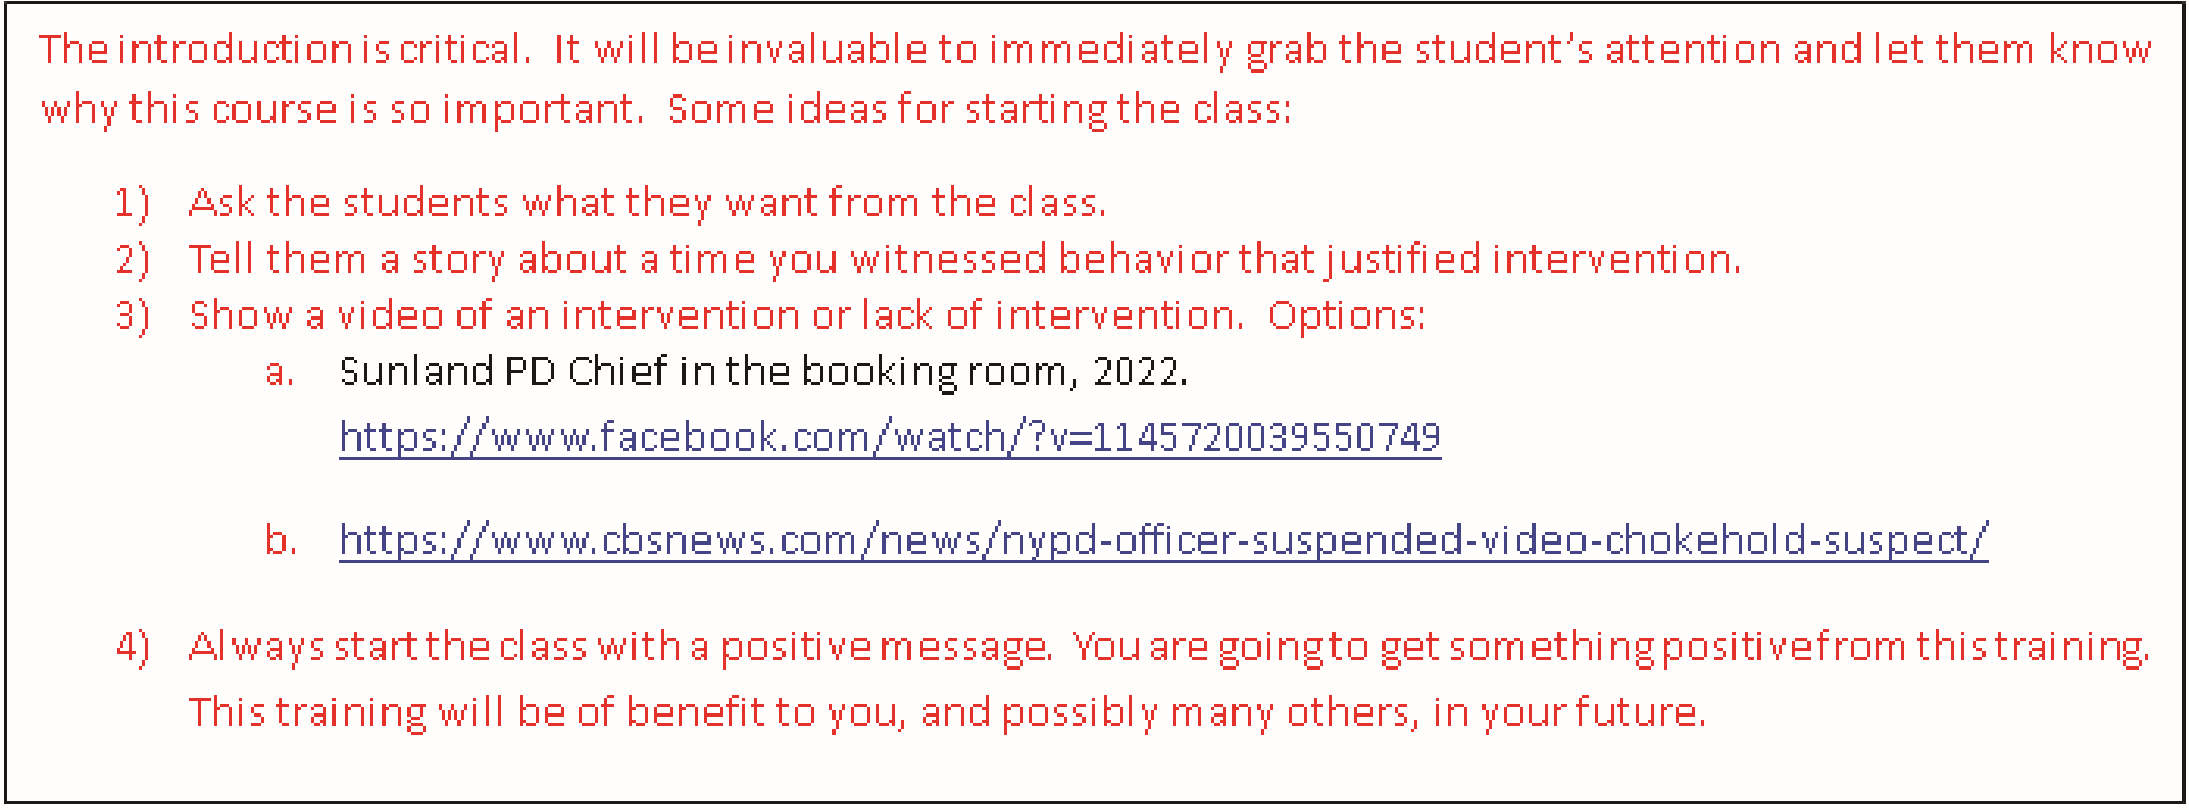 The introduction is critical.  It will be invaluable to immediately grab the student's attention and let them know
why this course is so important.  Some ideas for starting the class:
1) Ask the students what they want from the class.
2) Tell them a story about a time you witnessed behavior that justified intervention.
3) Show a video of an intervention or lack of intervention.  Options:
a. Sunland PD Chief in the booking room, 2022.
https://www.facebook.com/watch/?v=1145720039550749
b. https://www.cbsnews.com/news/nypd-officer-suspended-video-chokehold-suspect/
4) Always start the class with a positive message.  You are going to get something positive from this training.
This training will be of benefit to you, and possibly many others, in your future.